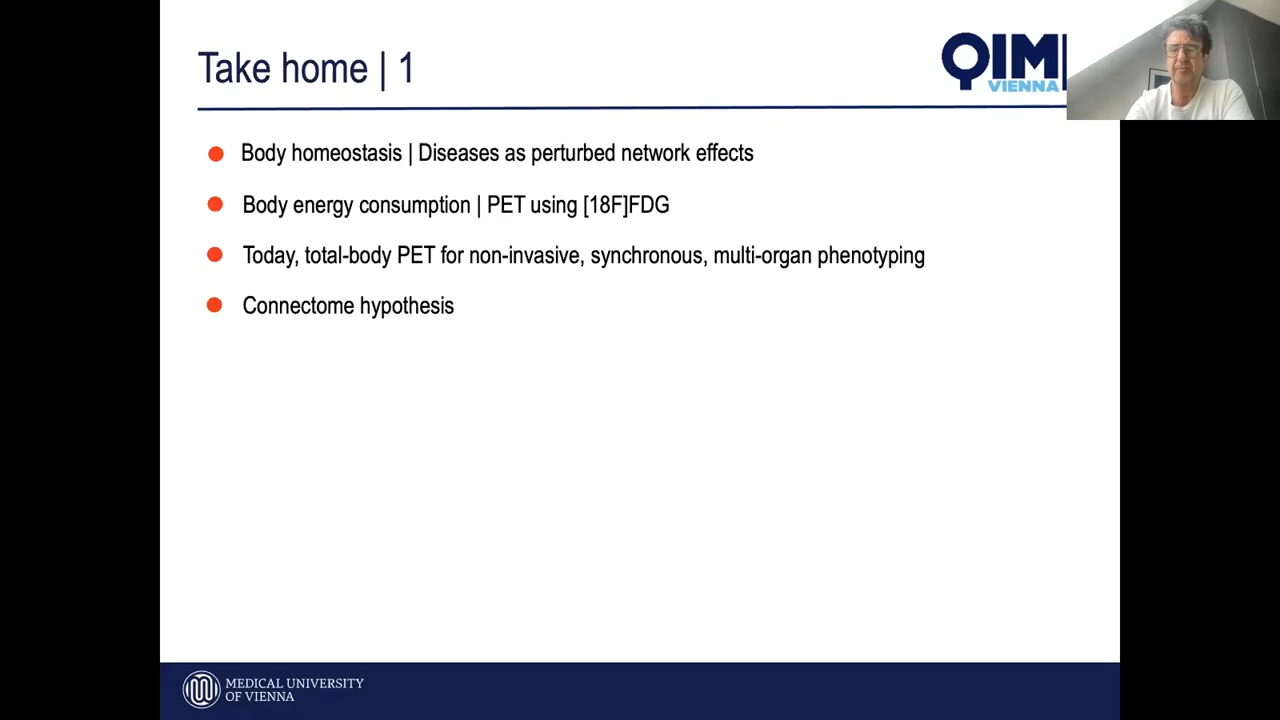 Take home | 1
QIM
VIENNA
Body homeostasis | Diseases as perturbed network effects
Body energy consumption | PET using [18F]FDG
Today, total-body PET for non-invasive, synchronous, multi-organ phenotyping
Connectome hypothesis
MEDICAL UNIVERSITY
OF VIENNA